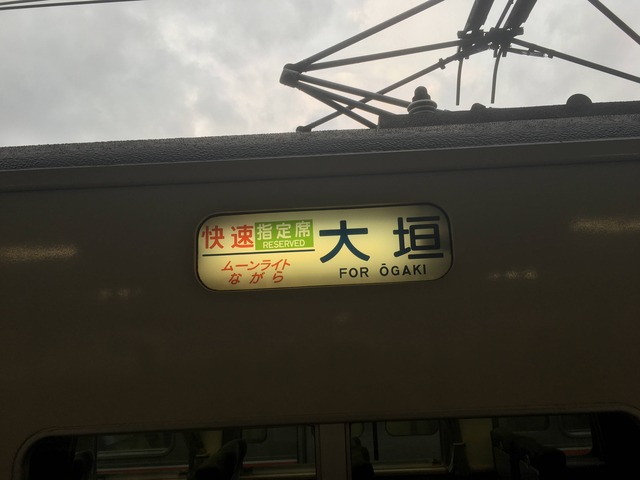 快速 指定席 大垣
RESERVED
ムーンライト
ながら
FOR ŌGAKI